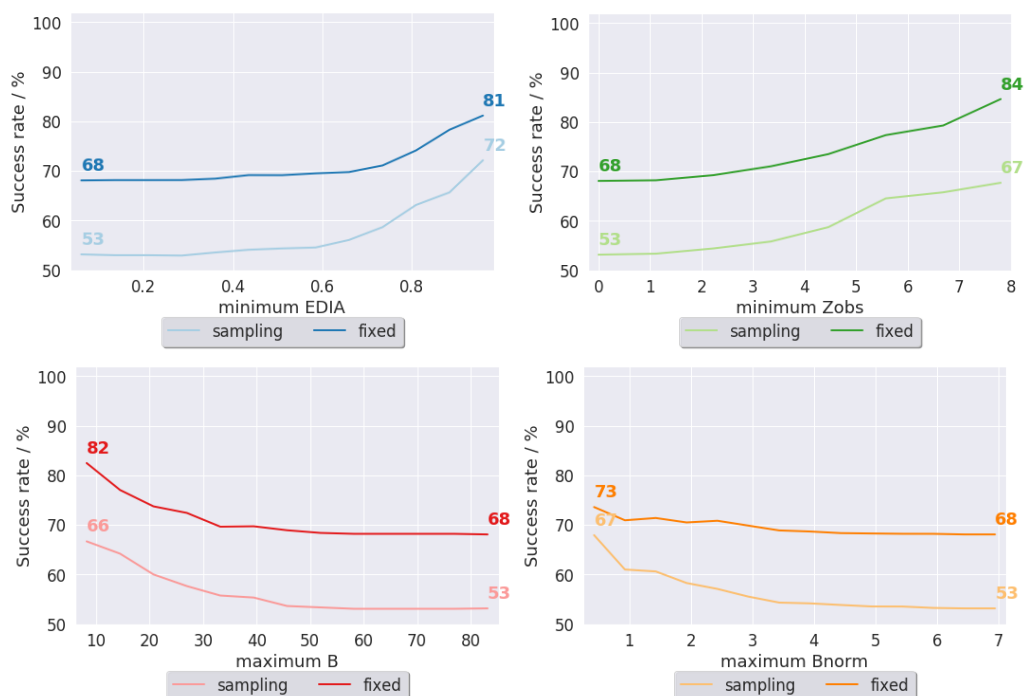 100
90
80
70
60
50
Success rate / %
68
53
81
72
0.2 0.4 0.6 0.8
minimum EDIA
sampling fixed
100
90
80
70
60
50
Success rate / %
68
53
84
67
0 1 2 3 4 5 6 7 8
minimum Zobs
sampling fixed
100
90
80
70
60
50
Success rate / %
82
66
68
53
10 20 30 40 50 60 70 80
maximum B
sampling fixed
100
90
80
70
60
50
Success rate / %
73
67
68
53
1 2 3 4 5 6 7
maximum Bnorm
sampling fixed